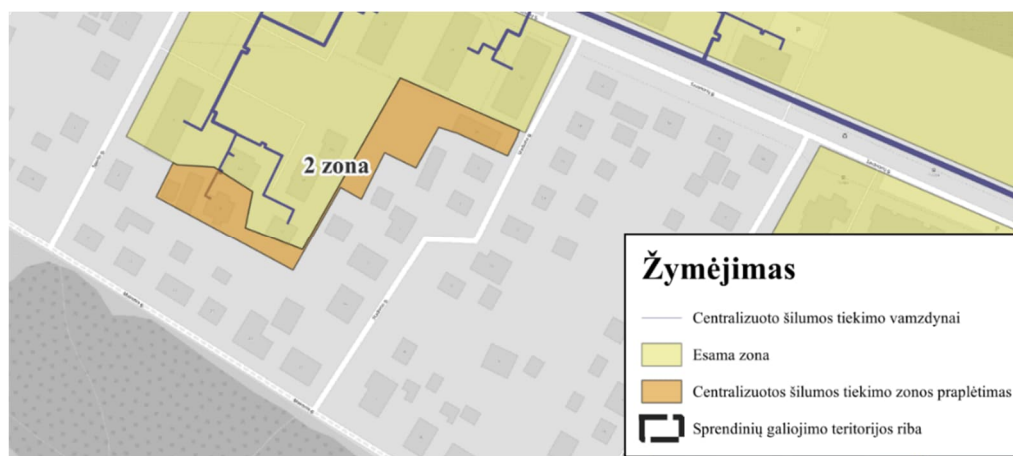 2 zona
Žymėjimas
Centralizuoto šilumos tiekimo vamzdynai
Esama zona
Centralizuotos šilumos tiekimo zonos praplėtimas
Sprendinių galiojimo teritorijos riba